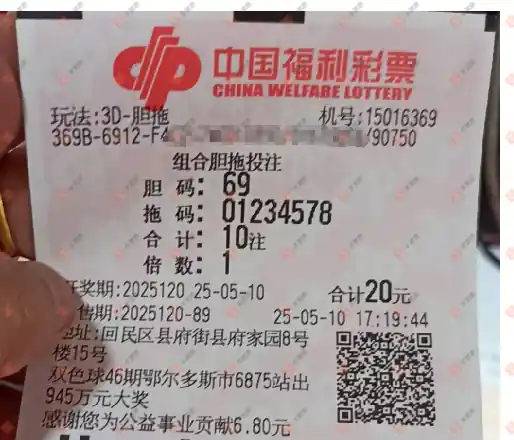 中国福利彩票
CHINA WELFARE LOTTERY
玩法:3D-胆拖 机号:15016369
369B-6912-F4 /90750
组合胆拖投注
胆 码: 69
拖 码: 01234578
合 计: 10注
倍 数: 1
奖期:2025120 25-05-10 合计20元
售期:2025120-89 25-05-10 17:19:44
地址:回民区县府街县府家园8号
楼15号
双色球46期鄂尔多斯市6875站出
945万元大奖
感谢您为公益事业贡献6.80元